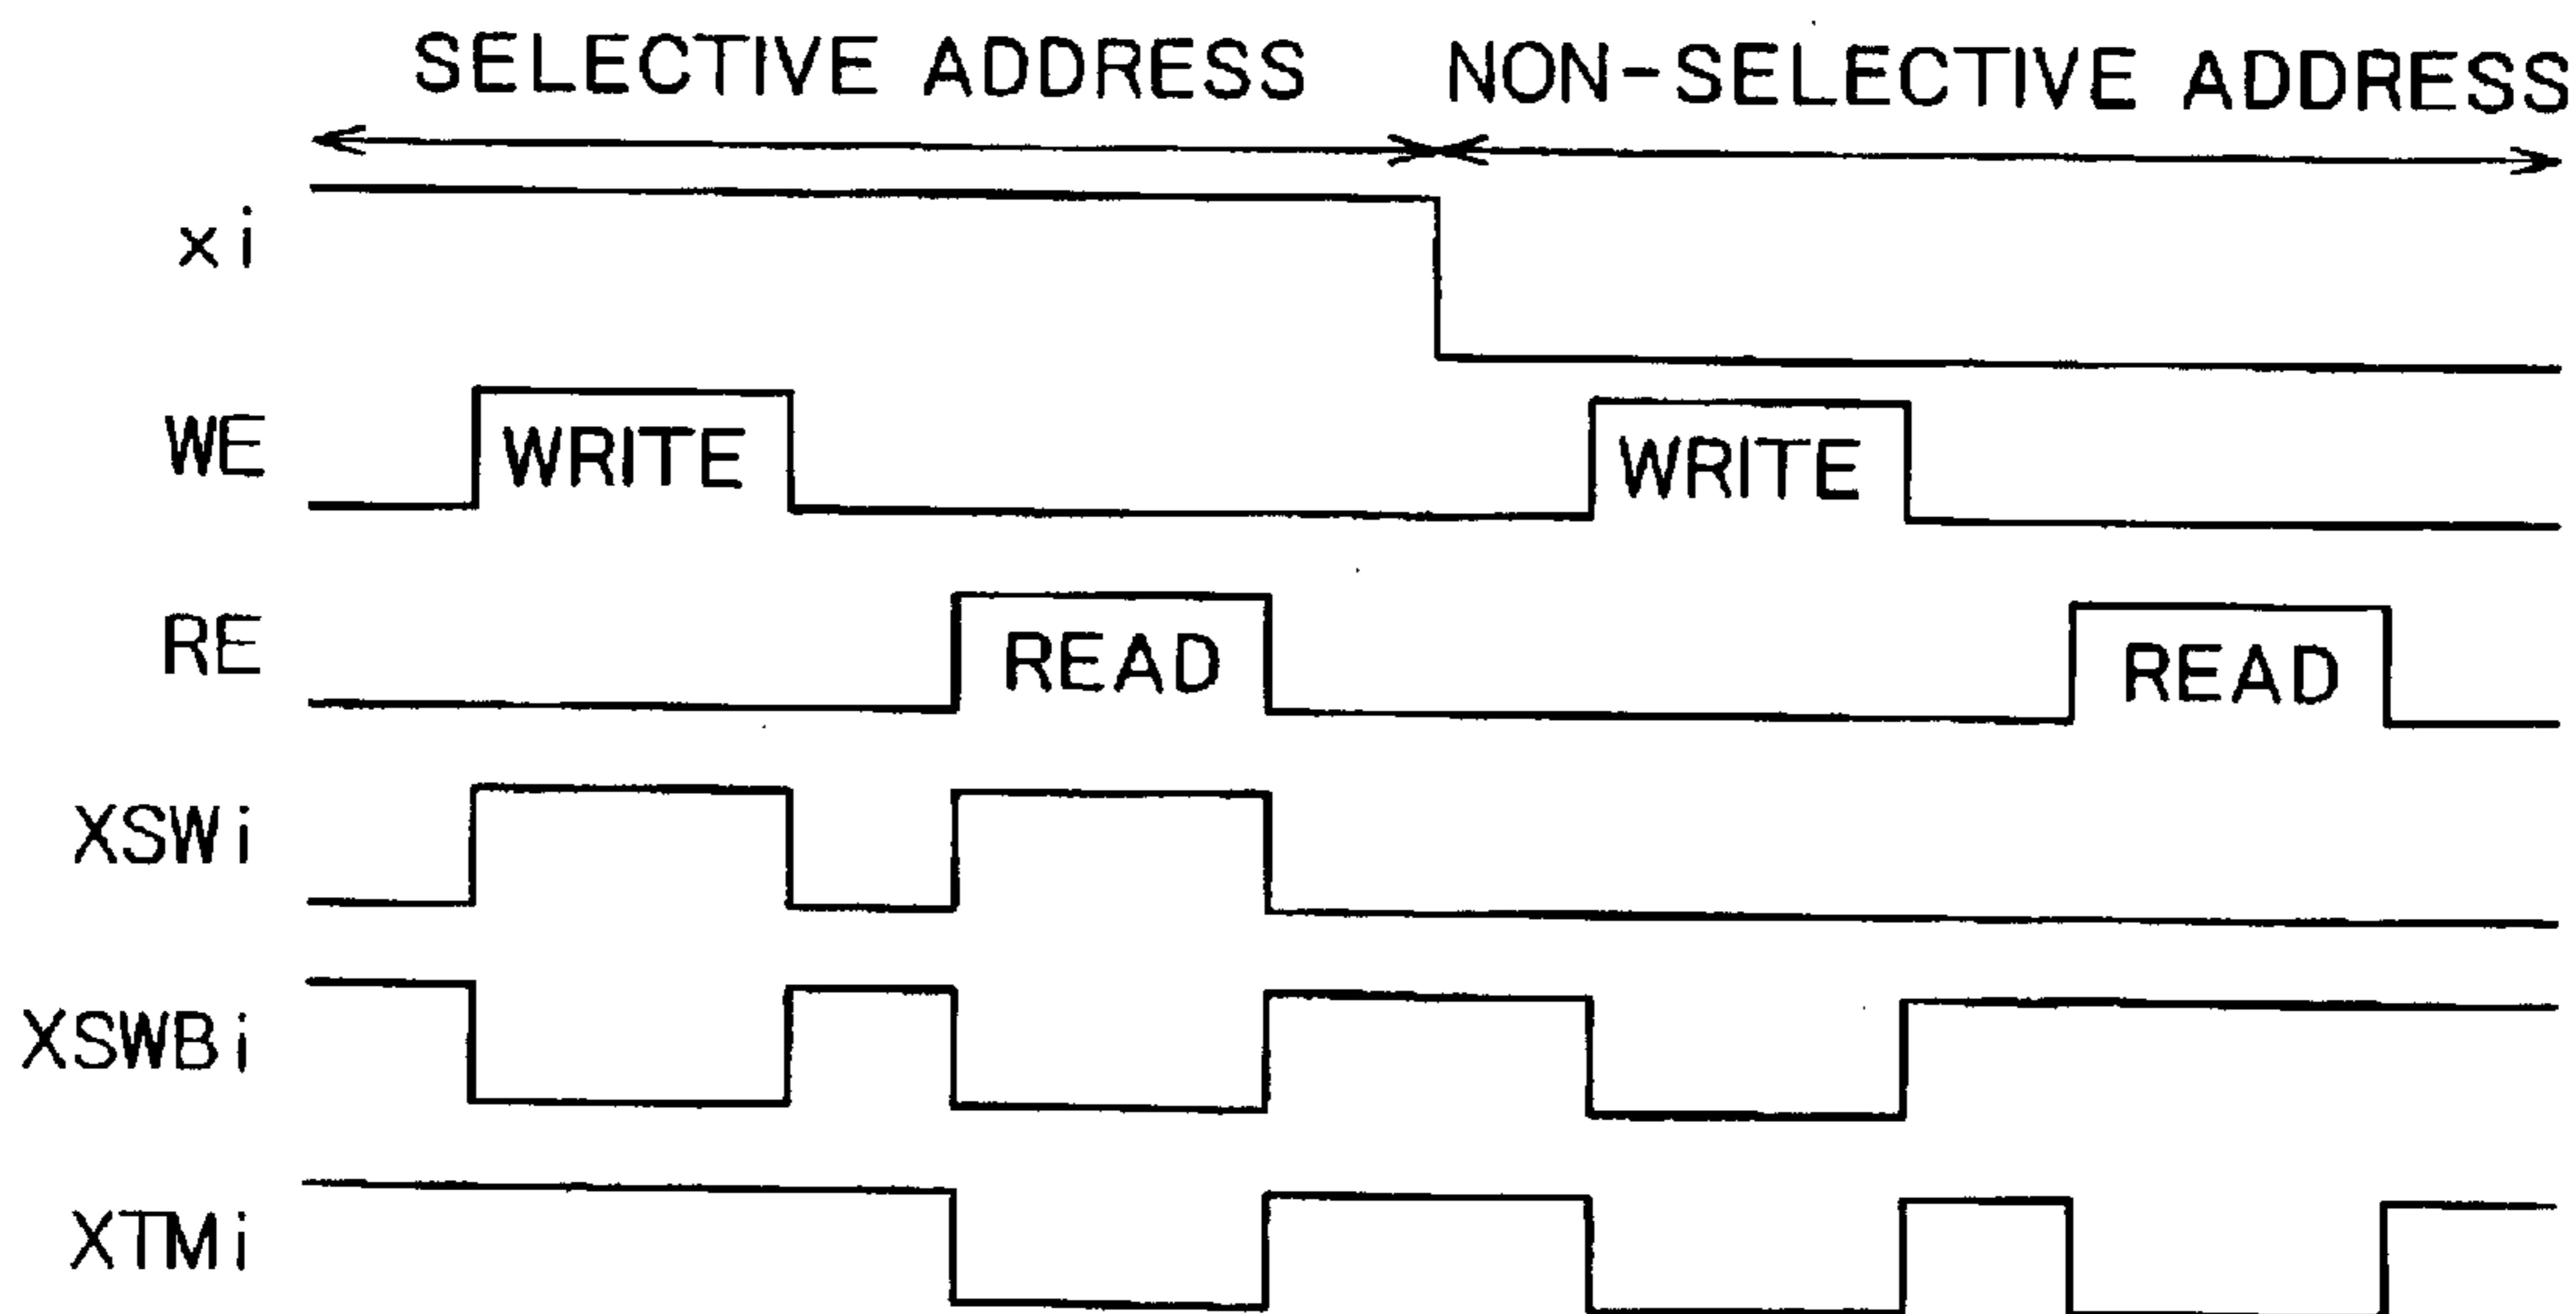 SELECTIVE ADDRESS NON-SELECTIVE ADDRESS
xi
WE WRITE WRITE
RE READ READ
XSWi
XSWBi
XTMi